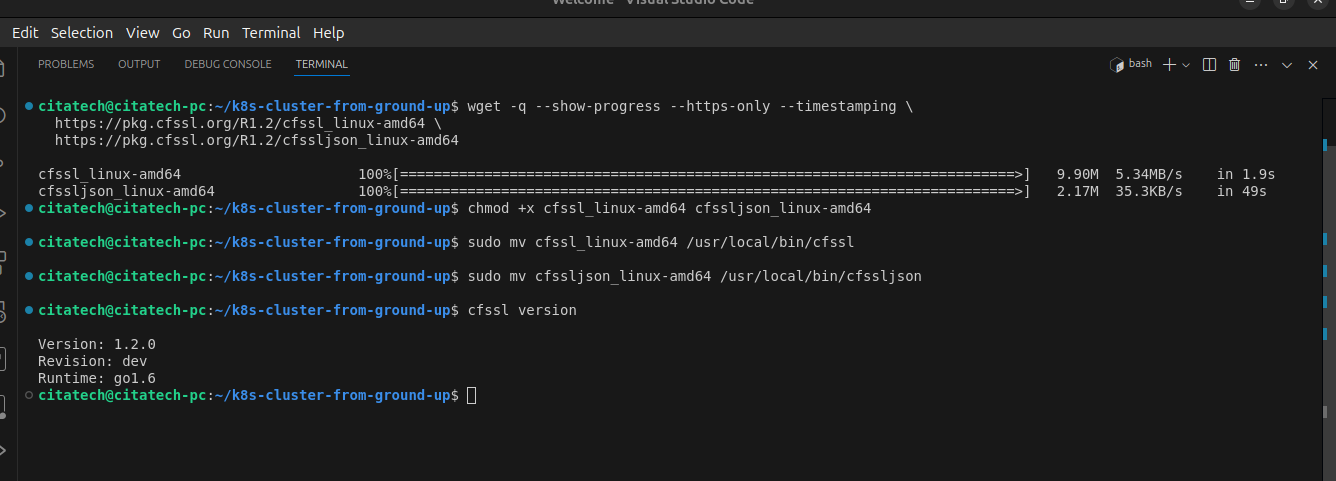 Welcome - Visual Studio Code
Edit Selection View Go Run Terminal Help
PROBLEMS OUTPUT DEBUG CONSOLE TERMINAL
bash
citatech@citatech-pc:~/k8s-cluster-from-ground-up$ wget -q --show-progress --https-only --timestamping \
https://pkg.cfssl.org/R1.2/cfssl_linux-amd64 \
https://pkg.cfssl.org/R1.2/cfssljson_linux-amd64
cfssl_linux-amd64 100%[=========================================================================>] 9.90M 5.34MB/s in 1.9s
cfssljson_linux-amd64 100%[=========================================================================>] 2.17M 35.3KB/s in 49s
citatech@citatech-pc:~/k8s-cluster-from-ground-up$ chmod +x cfssl_linux-amd64 cfssljson_linux-amd64
citatech@citatech-pc:~/k8s-cluster-from-ground-up$ sudo mv cfssl_linux-amd64 /usr/local/bin/cfssl
citatech@citatech-pc:~/k8s-cluster-from-ground-up$ sudo mv cfssljson_linux-amd64 /usr/local/bin/cfssljson
citatech@citatech-pc:~/k8s-cluster-from-ground-up$ cfssl version
Version: 1.2.0
Revision: dev
Runtime: go1.6
citatech@citatech-pc:~/k8s-cluster-from-ground-up$